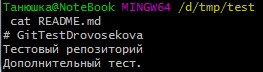 Танюшка@NoteBook MINGW64 /d/tmp/test
cat README.md
# GitTestDrovosekova
Тестовый репозиторий
Дополнительный тест.